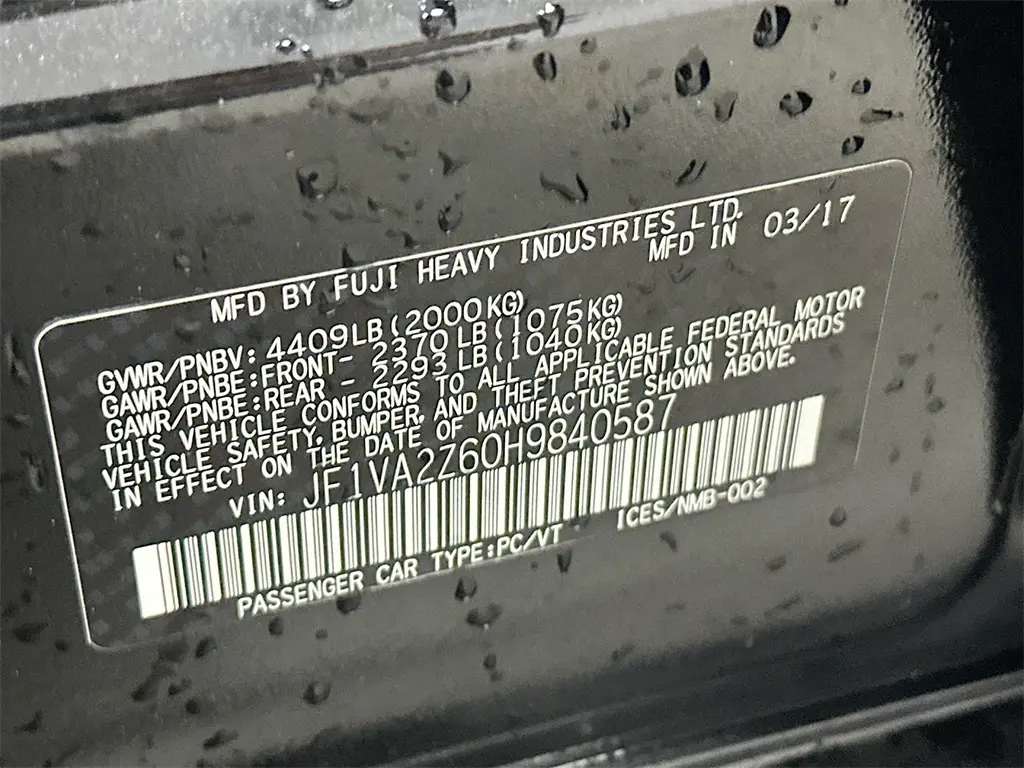 MFD BY FUJI HEAVY INDUSTRIES LTD.
MFD IN 03/17
GVWR/PNBV: 4409LB(2000KG)
GAWR/PNBE:FRONT- 2370LB(1075KG)
GAWR/PNBE:REAR - 2293LB(1040KG)
THIS VEHICLE CONFORMS TO ALL APPLICABLE FEDERAL MOTOR
VEHICLE SAFETY, BUMPER, AND THEFT PREVENTION STANDARDS
IN EFFECT ON THE DATE OF MANUFACTURE SHOWN ABOVE.
VIN: JF1VA2Z60H9840587
PASSENGER CAR TYPE:PC/VT ICES/NMB-002